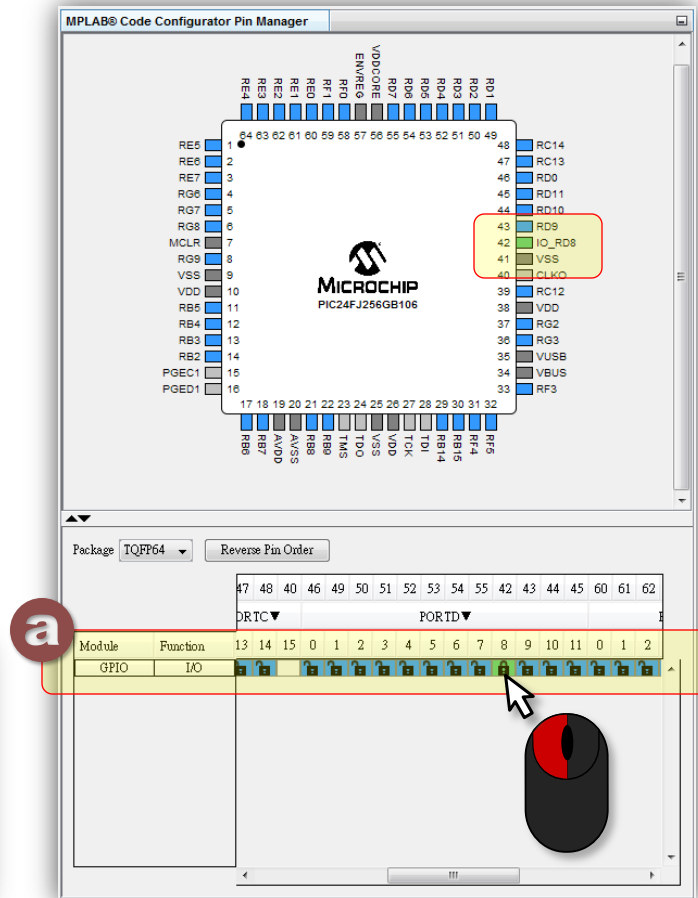 MPLAB® Code Configurator Pin Manager
RE4 RE3 RE2 RE1 RE0 RF1 RF0 ENVREG VDDCORE RD7 RD6 RD5 RD4 RD3 RD2 RD1
64 63 62 61 60 59 58 57 56 55 54 53 52 51 50 49
RE5 1 48 RC14
RE6 2 47 RC13
RE7 3 46 RD0
RG6 4 45 RD11
RG7 5 44 RD10
RG8 6 43 RD9
MCLR 7 42 IO_RD8
RG9 8 41 VSS
VSS 9 40 CLKO
VDD 10 39 RC12
RB5 11 38 VDD
RB4 12 37 RG2
RB3 13 36 RG3
RB2 14 35 VUSB
PGEC1 15 34 VBUS
PGED1 16 33 RF3
MICROCHIP
PIC24FJ256GB106
17 18 19 20 21 22 23 24 25 26 27 28 29 30 31 32
RB6 RB7 AVDD AVSS RB8 RB9 TMS TDO VSS VDD TCK TDI RB14 RB15 RF4 RF5
Package TQFP64 Reverse Pin Order
47 48 40 46 49 50 51 52 53 54 55 42 43 44 45 60 61 62
ORTC▼ PORTD▼
a
Module Function 13 14 15 0 1 2 3 4 5 6 7 8 9 10 11 0 1 2
GPIO I/O